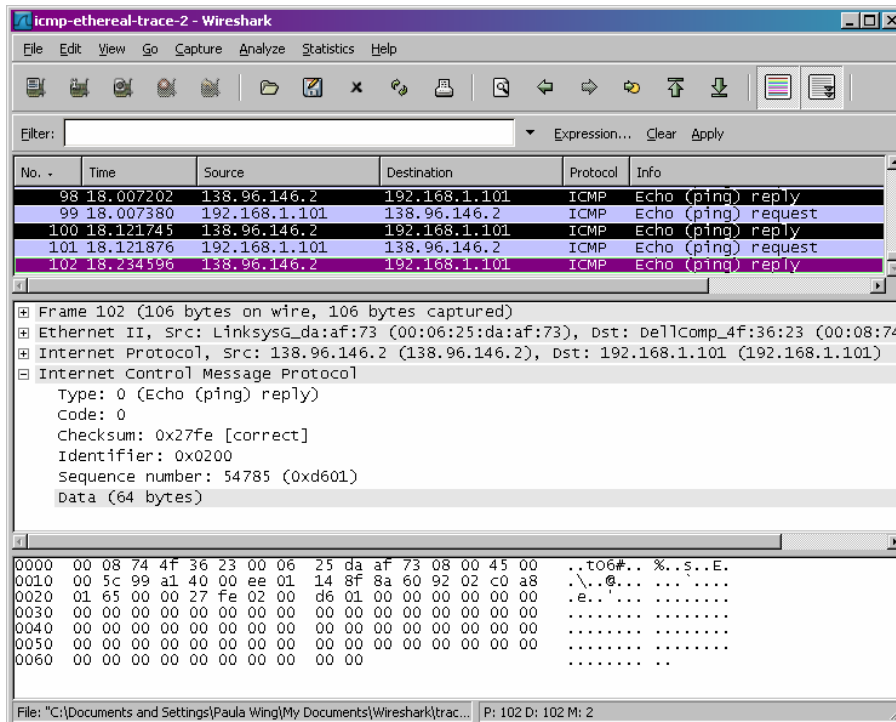 icmp-ethereal-trace-2 - Wireshark
File Edit View Go Capture Analyze Statistics Help
Filter: Expression... Clear Apply
No. - Time Source Destination Protocol Info
98 18.007202 138.96.146.2 192.168.1.101 ICMP Echo (ping) reply
99 18.007380 192.168.1.101 138.96.146.2 ICMP Echo (ping) request
100 18.121745 138.96.146.2 192.168.1.101 ICMP Echo (ping) reply
101 18.121876 192.168.1.101 138.96.146.2 ICMP Echo (ping) request
102 18.234596 138.96.146.2 192.168.1.101 ICMP Echo (ping) reply
Frame 102 (106 bytes on wire, 106 bytes captured)
Ethernet II, Src: LinksysG_da:af:73 (00:06:25:da:af:73), Dst: DellComp_4f:36:23 (00:08:74
Internet Protocol, Src: 138.96.146.2 (138.96.146.2), Dst: 192.168.1.101 (192.168.1.101)
Internet Control Message Protocol
Type: 0 (Echo (ping) reply)
Code: 0
Checksum: 0x27fe [correct]
Identifier: 0x0200
Sequence number: 54785 (0xd601)
Data (64 bytes)
0000 00 08 74 4f 36 23 00 06 25 da af 73 08 00 45 00 ..tO6#.. %..s..E.
0010 00 5c 99 a1 40 00 ee 01 14 8f 8a 60 92 02 c0 a8 .\..@... ...`....
0020 01 65 00 00 27 fe 02 00 d6 01 00 00 00 00 00 00 .e..'... ........
0030 00 00 00 00 00 00 00 00 00 00 00 00 00 00 00 00 ........ ........
0040 00 00 00 00 00 00 00 00 00 00 00 00 00 00 00 00 ........ ........
0050 00 00 00 00 00 00 00 00 00 00 00 00 00 00 00 00 ........ ........
0060 00 00 00 00 00 00 00 00 00 00 ........ ..
File: "C:\Documents and Settings\Paula Wing\My Documents\Wireshark\trac... P: 102 D: 102 M: 2